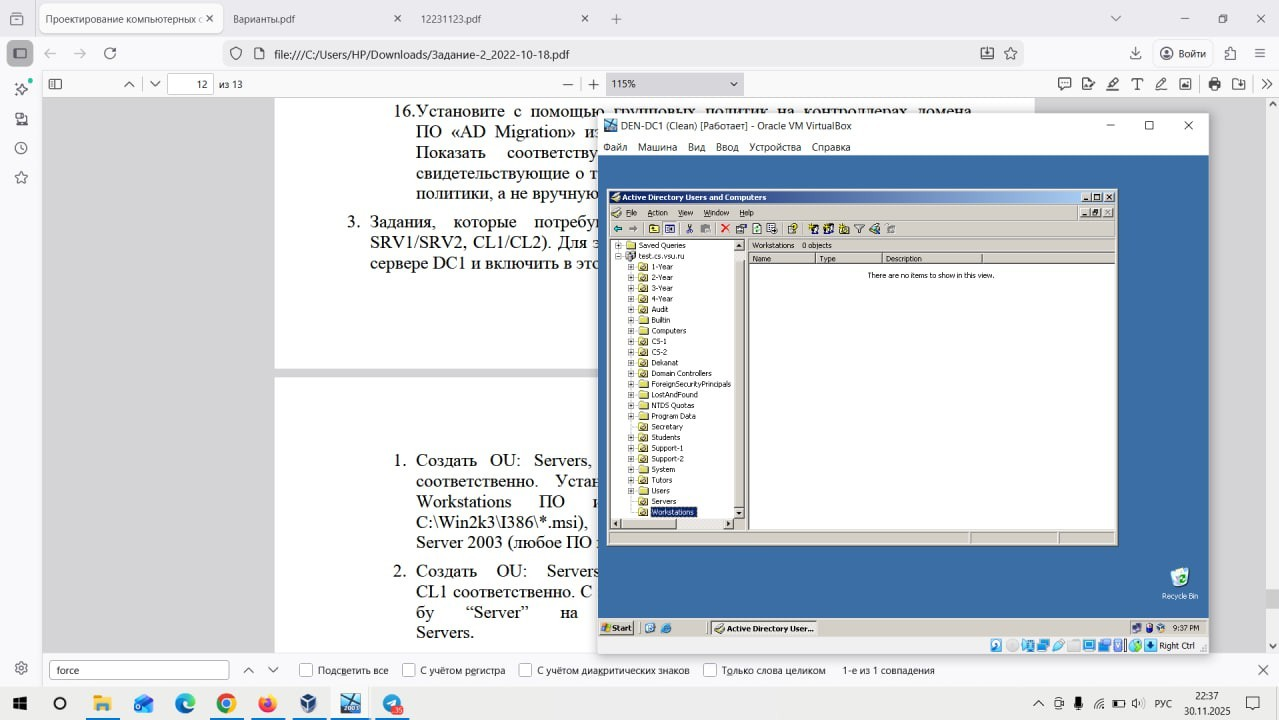 Проектирование компьютерных с
Варианты.pdf
12231123.pdf
file:///C:/Users/HP/Downloads/Задание-2_2022-10-18.pdf
Войти
12 из 13
115%
16.Установите с помощью групповых политик на контроллерах домена
ПО «AD Migration» из
Показать соответству
свидетельствующие о т
политики, а не вручную
3. Задания, которые потребу
SRV1/SRV2, CL1/CL2). Для э
сервере DC1 и включить в это
1. Создать OU: Servers,
соответственно. Устан
Workstations ПО и
C:\Win2k3\I386\*.msi),
Server 2003 (любое ПО
2. Создать OU: Servers
CL1 соответственно. С
бу “Server” на
Servers.
DEN-DC1 (Clean) [Работает] - Oracle VM VirtualBox
Файл Машина Вид Ввод Устройства Справка
Active Directory Users and Computers
File Action View Window Help
Saved Queries
test.cs.vsu.ru
1-Year
2-Year
3-Year
4-Year
Audit
Builtin
Computers
CS-1
CS-2
Dekanat
Domain Controllers
ForeignSecurityPrincipals
LostAndFound
NTDS Quotas
Program Data
Secretary
Students
Support-1
Support-2
System
Tutors
Users
Servers
Workstations
Workstations 0 objects
Name Type Description
There are no items to show in this view.
Recycle Bin
Start
Active Directory User...
9:37 PM
Right Ctrl
force
Подсветить все
С учётом регистра
С учётом диакритических знаков
Только слова целиком
1-е из 1 совпадения
РУС
22:37
30.11.2025